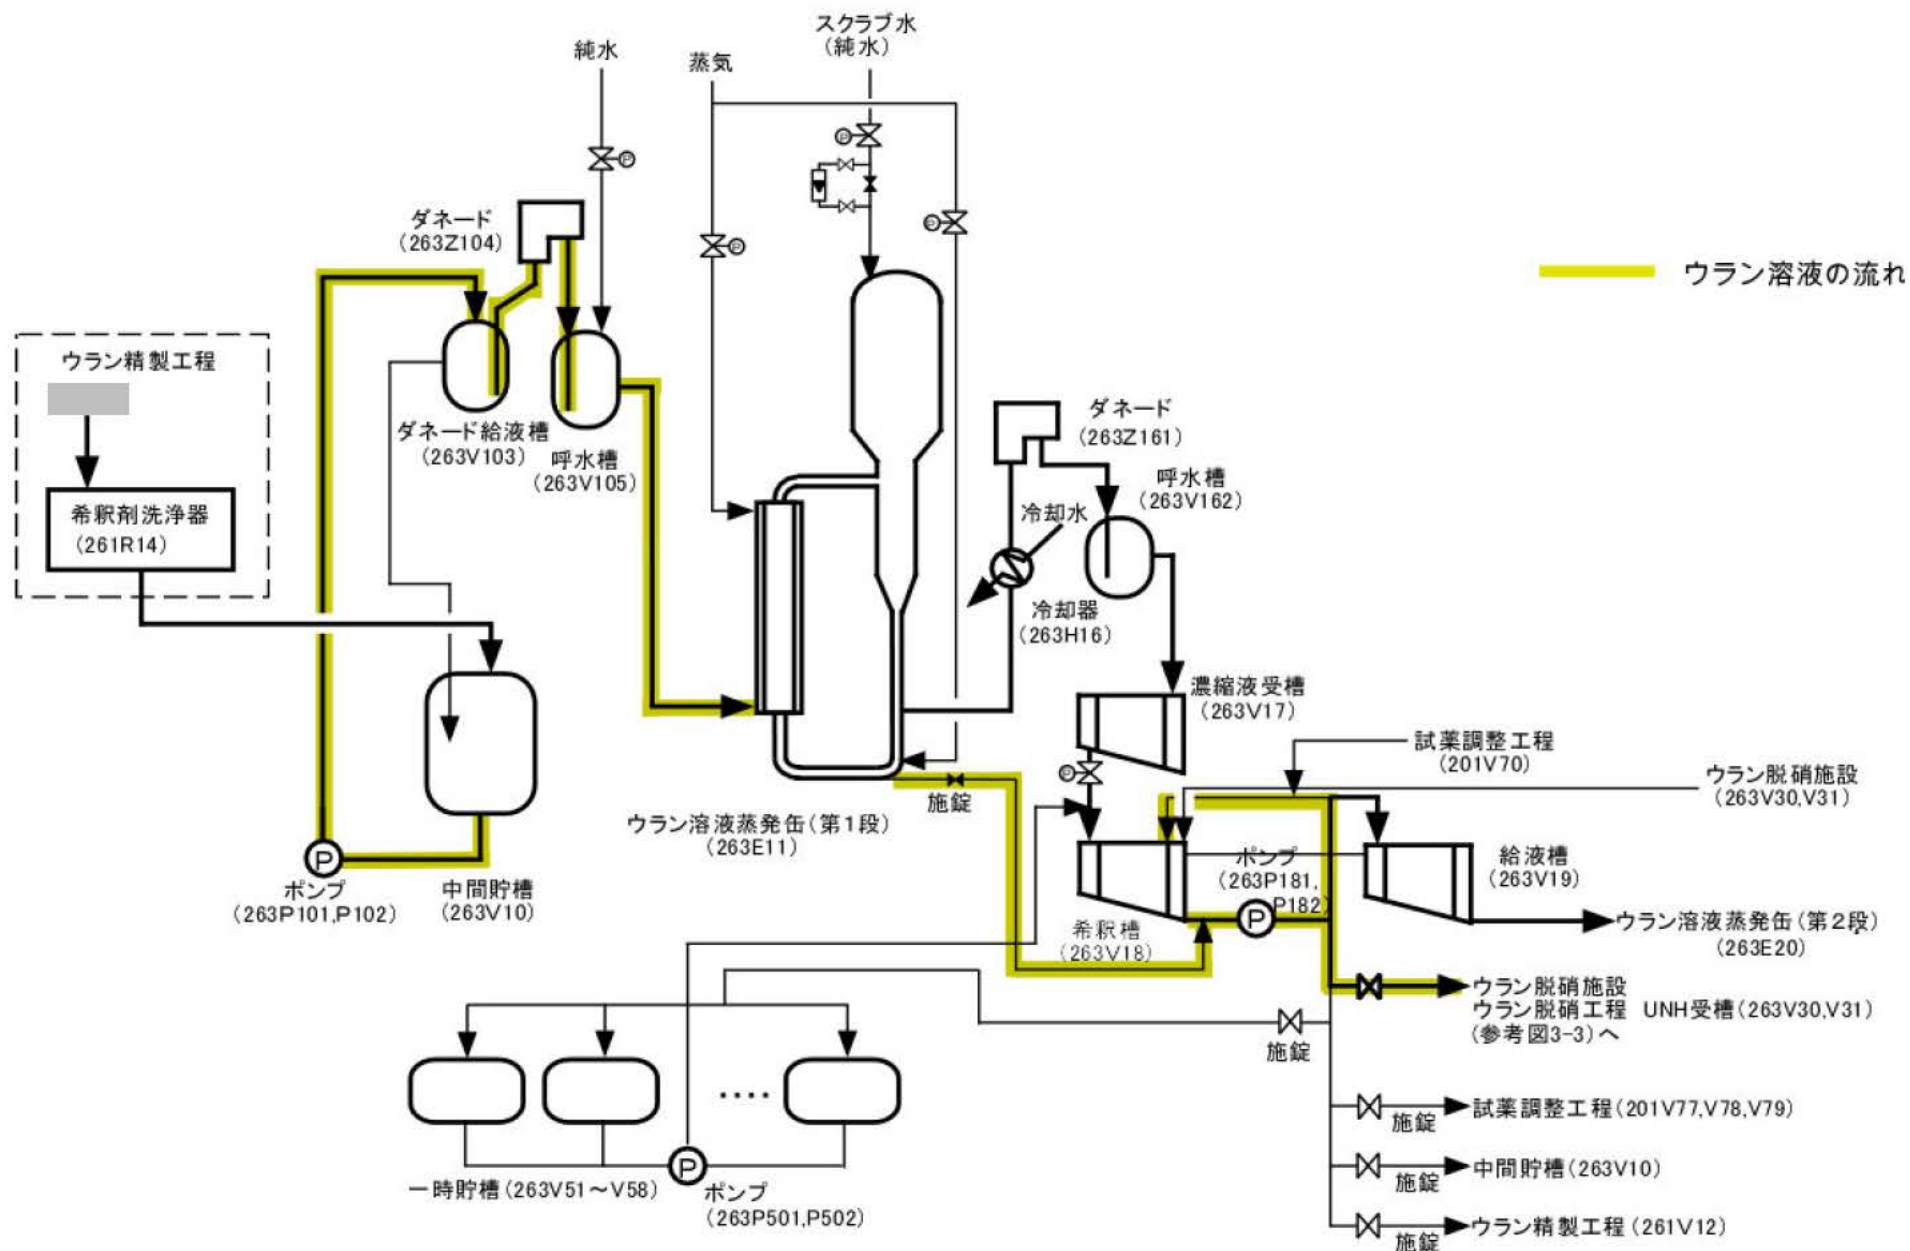 スクラブ水
(純水)
純水
蒸気
P
P
P
P
ダネード
(263Z104)
ウラン溶液の流れ
ウラン精製工程
ダネード給液槽
(263V103)
呼水槽
(263V105)
希釈剤洗浄器
(261R14)
ダネード
(263Z161)
呼水槽
(263V162)
冷却水
冷却器
(263H16)
濃縮液受槽
(263V17)
試薬調整工程
(201V70)
ウラン脱硝施設
(263V30,V31)
P
施錠
ウラン溶液蒸発缶(第1段)
(263E11)
P
ポンプ
(263P101,P102)
中間貯槽
(263V10)
ポンプ
(263P181,
P182)
P
給液槽
(263V19)
希釈槽
(263V18)
ウラン溶液蒸発缶(第2段)
(263E20)
ウラン脱硝施設
ウラン脱硝工程 UNH受槽(263V30,V31)
(参考図3-3)へ
施錠
・・・・
試薬調整工程(201V77,V78,V79)
施錠
P
一時貯槽(263V51～V58)
ポンプ
(263P501,P502)
中間貯槽(263V10)
施錠
ウラン精製工程(261V12)
施錠